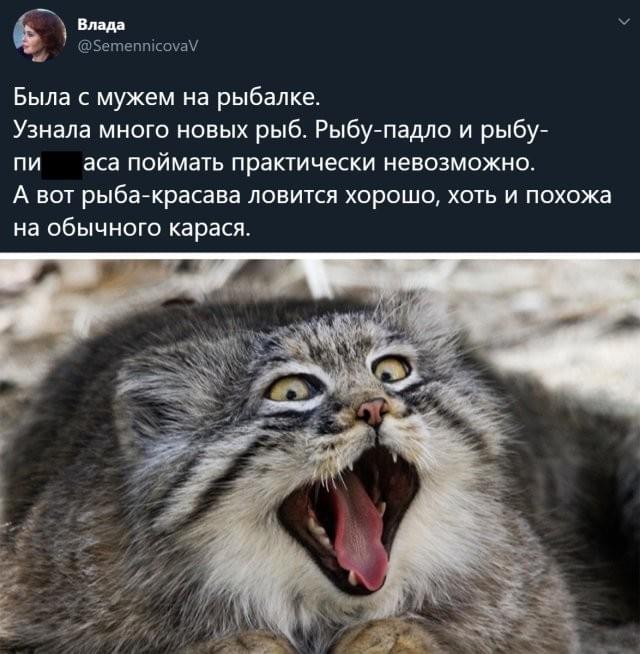 Влада
@SemennicovaV
Была с мужем на рыбалке.
Узнала много новых рыб. Рыбу-падло и рыбу-
пи аса поймать практически невозможно.
А вот рыба-красава ловится хорошо, хоть и похожа
на обычного карася.